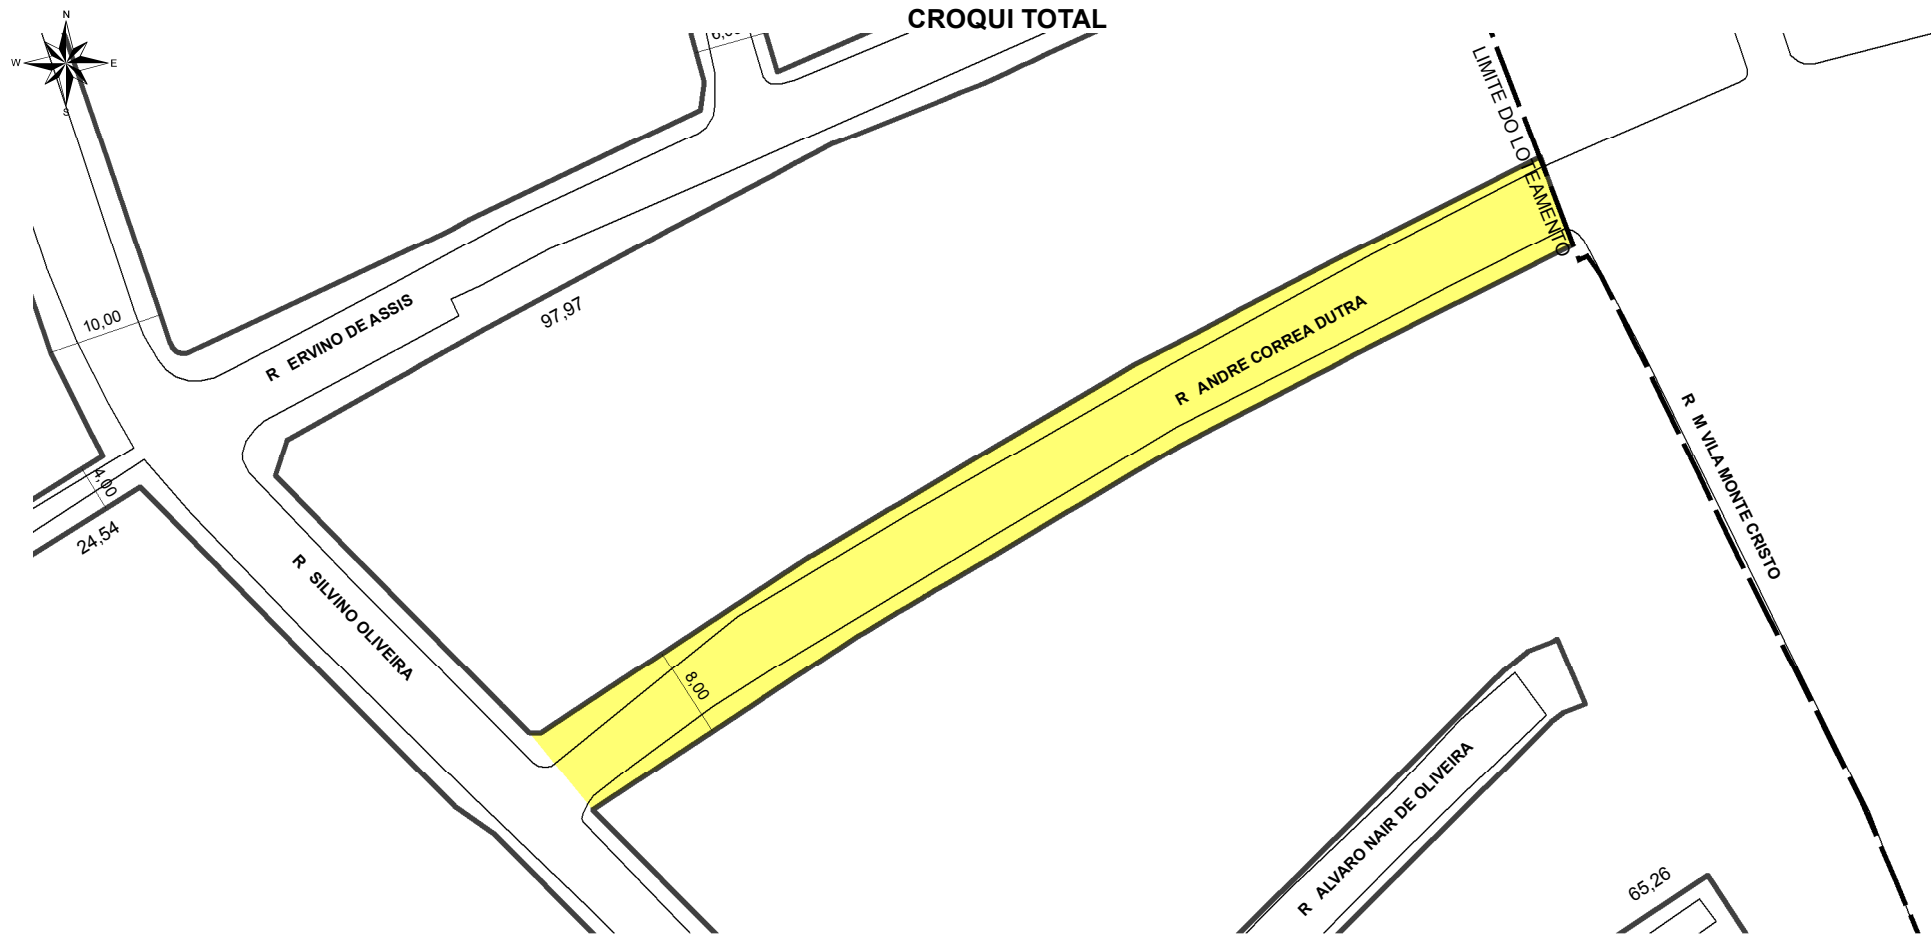 CROQUI TOTAL
N
W
E
S
LIMITE DO LOTEAMENTO
10,00
R ERVINO DE ASSIS
97,97
R ANDRE CORREA DUTRA
4,00
24,54
R M VILA MONTE CRISTO
R SILVINO OLIVEIRA
8,00
R ALVARO NAIR DE OLIVEIRA
65,26